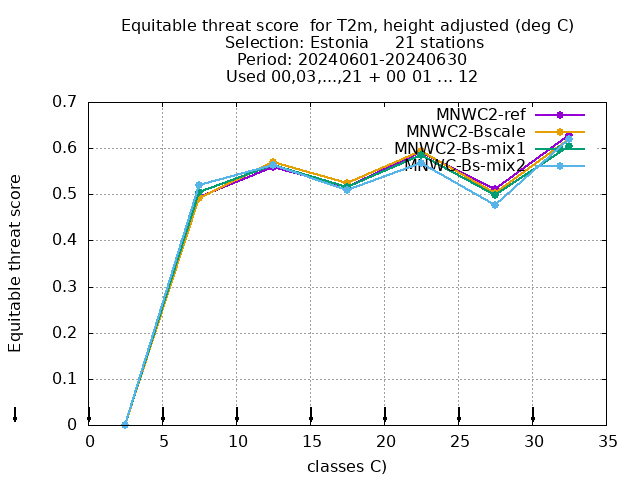 Equitable threat score  for T2m, height adjusted (deg C)
Selection: Estonia     21 stations
Period: 20240601-20240630
Used 00,03,...,21 + 00 01 ... 12
MNWC2-ref
MNWC2-Bscale
MNWC2-Bs-mix1
MNWC-Bs-mix2
Equitable threat score
0.7
0.6
0.5
0.4
0.3
0.2
0.1
0
0 5 10 15 20 25 30 35
classes C)